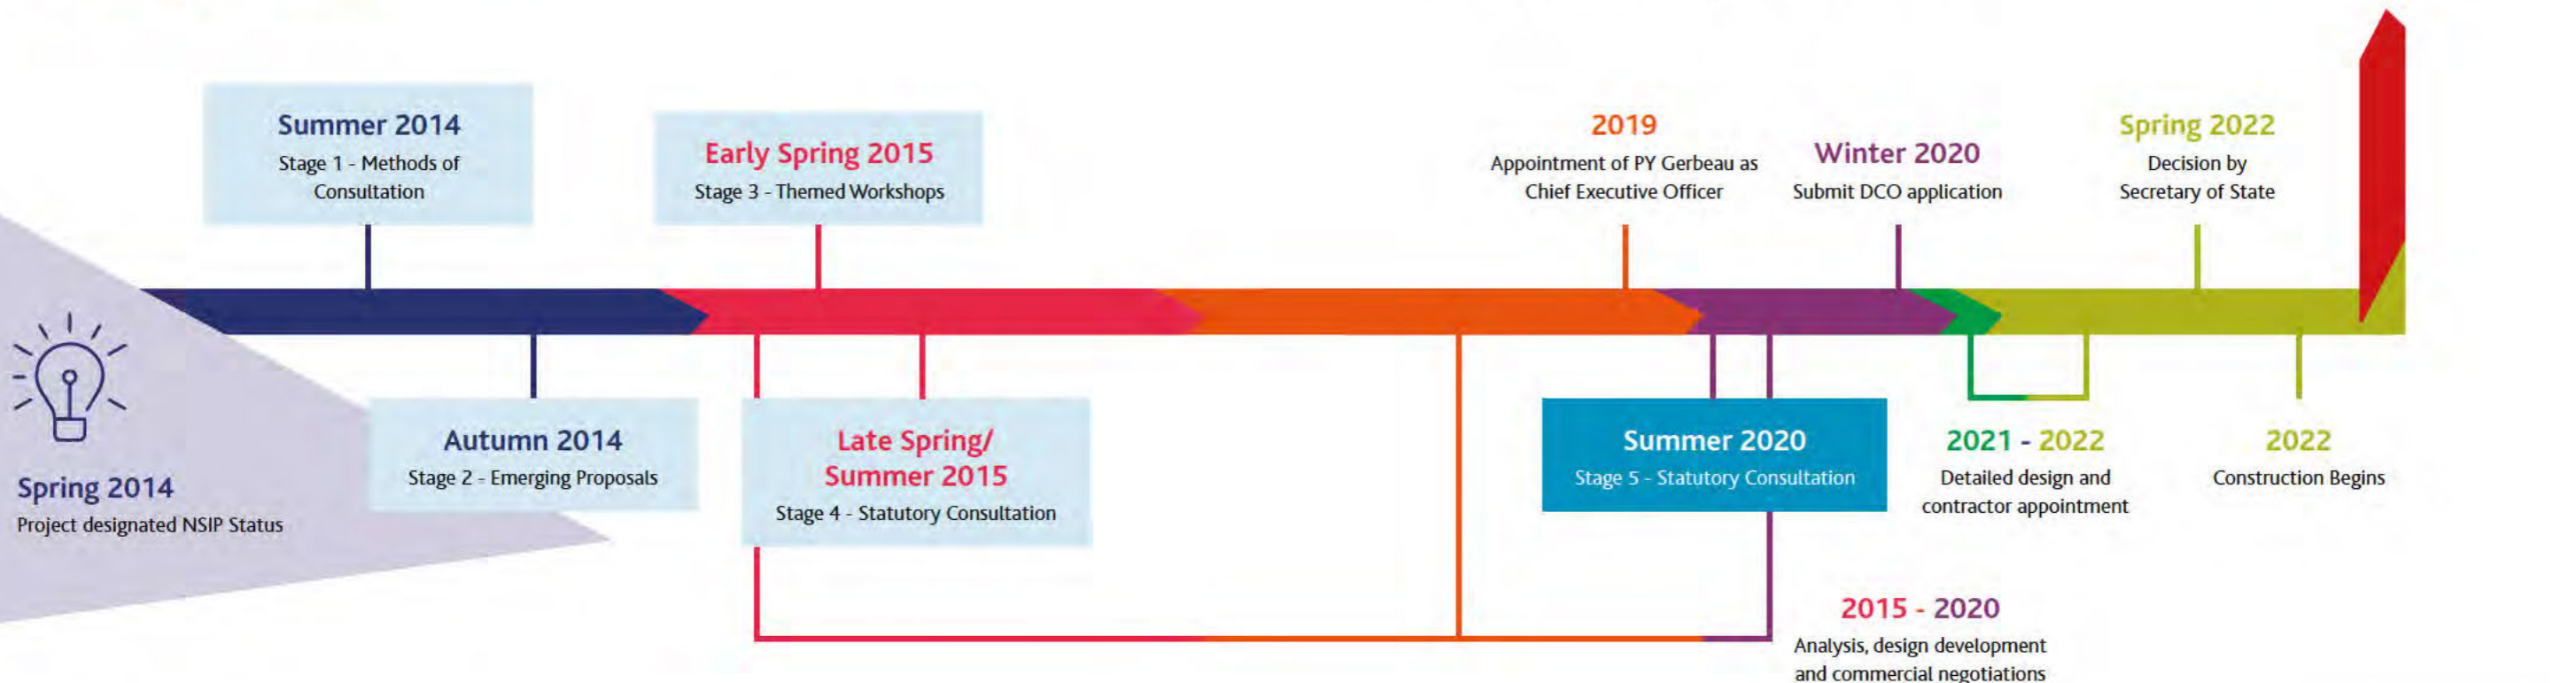 Summer 2014
Stage 1 - Methods of
Consultation
Early Spring 2015
Stage 3 - Themed Workshops
2019
Appointment of PY Gerbeau as
Chief Executive Officer
Winter 2020
Submit DCO application
Spring 2022
Decision by
Secretary of State
Spring 2014
Project designated NSIP Status
Autumn 2014
Stage 2 - Emerging Proposals
Late Spring/
Summer 2015
Stage 4 - Statutory Consultation
Summer 2020
Stage 5 - Statutory Consultation
2021 - 2022
Detailed design and
contractor appointment
2022
Construction Begins
2015 - 2020
Analysis, design development
and commercial negotiations